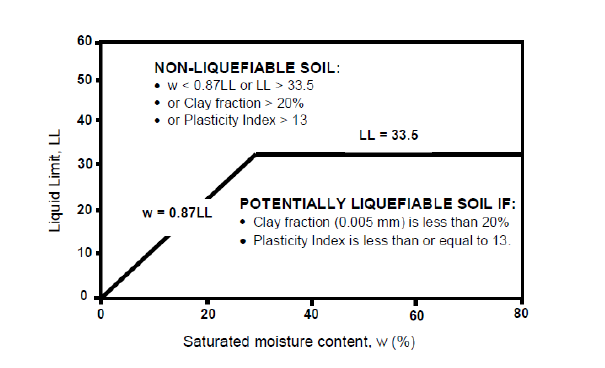 60
50
40
30
20
10
0
Liquid Limit, LL
NON-LIQUEFIABLE SOIL:
• w < 0.87LL or LL > 33.5
• or Clay fraction > 20%
• or Plasticity Index > 13
LL = 33.5
w = 0.87LL
POTENTIALLY LIQUEFIABLE SOIL IF:
• Clay fraction (0.005 mm) is less than 20%
• Plasticity Index is less than or equal to 13.
0
20
40
60
80
Saturated moisture content, w (%)